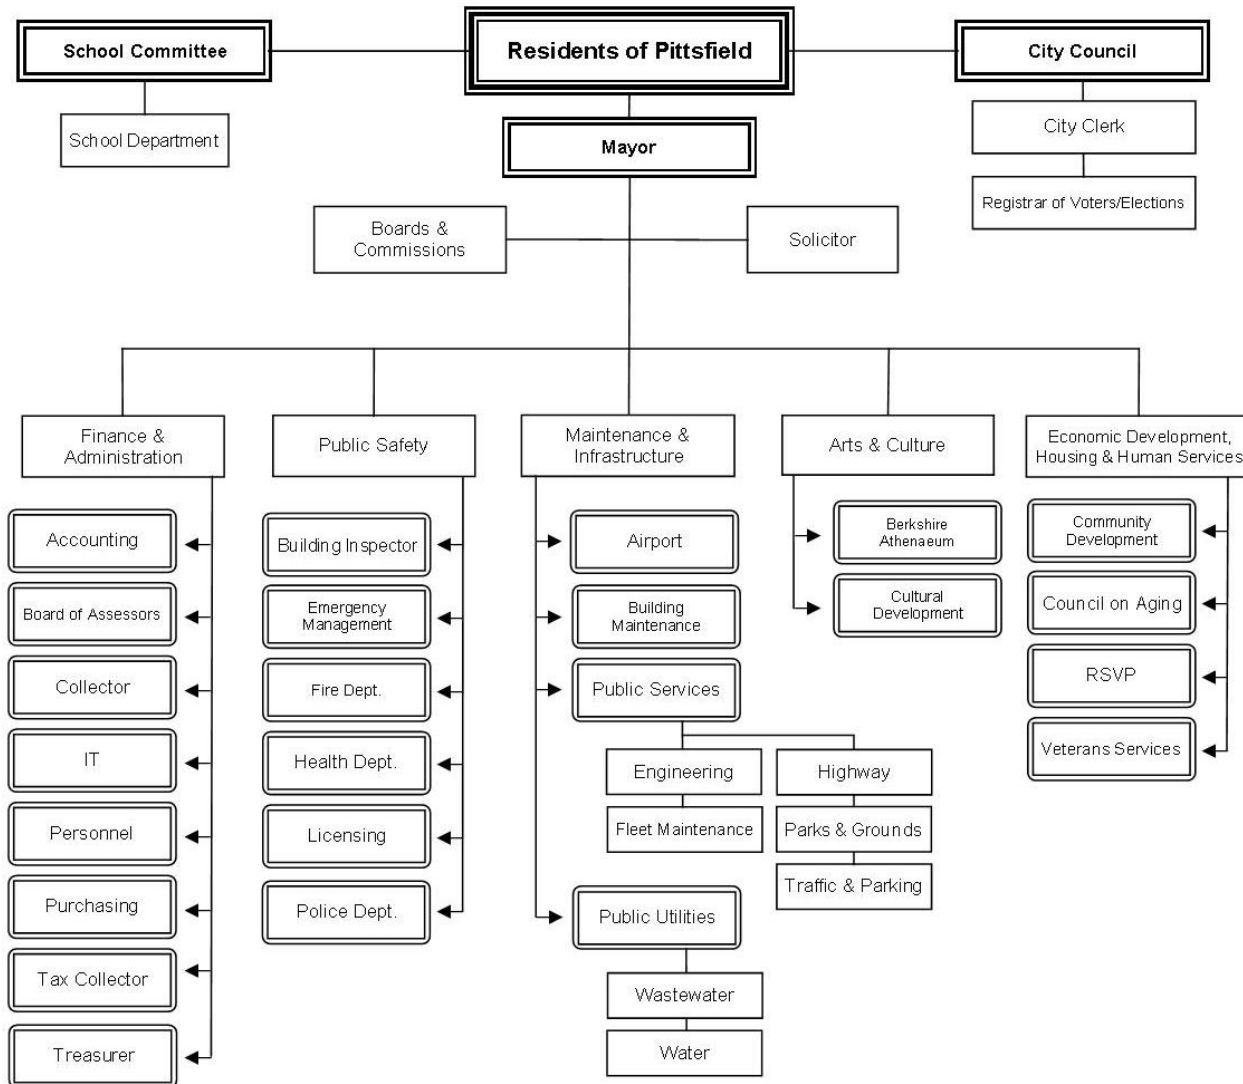 School Committee
Residents of Pittsfield
City Council
School Department
Mayor
City Clerk
Registrar of Voters/Elections
Boards &
Commissions
Solicitor
Finance &
Administration
Public Safety
Maintenance &
Infrastructure
Arts & Culture
Economic Development,
Housing & Human Services
Accounting
Board of Assessors
Collector
IT
Personnel
Purchasing
Tax Collector
Treasurer
Building Inspector
Emergency
Management
Fire Dept.
Health Dept.
Licensing
Police Dept.
Airport
Building
Maintenance
Public Services
Engineering
Fleet Maintenance
Highway
Parks & Grounds
Traffic & Parking
Public Utilities
Wastewater
Water
Berkshire
Athenaeum
Cultural
Development
Community
Development
Council on Aging
RSVP
Veterans Services